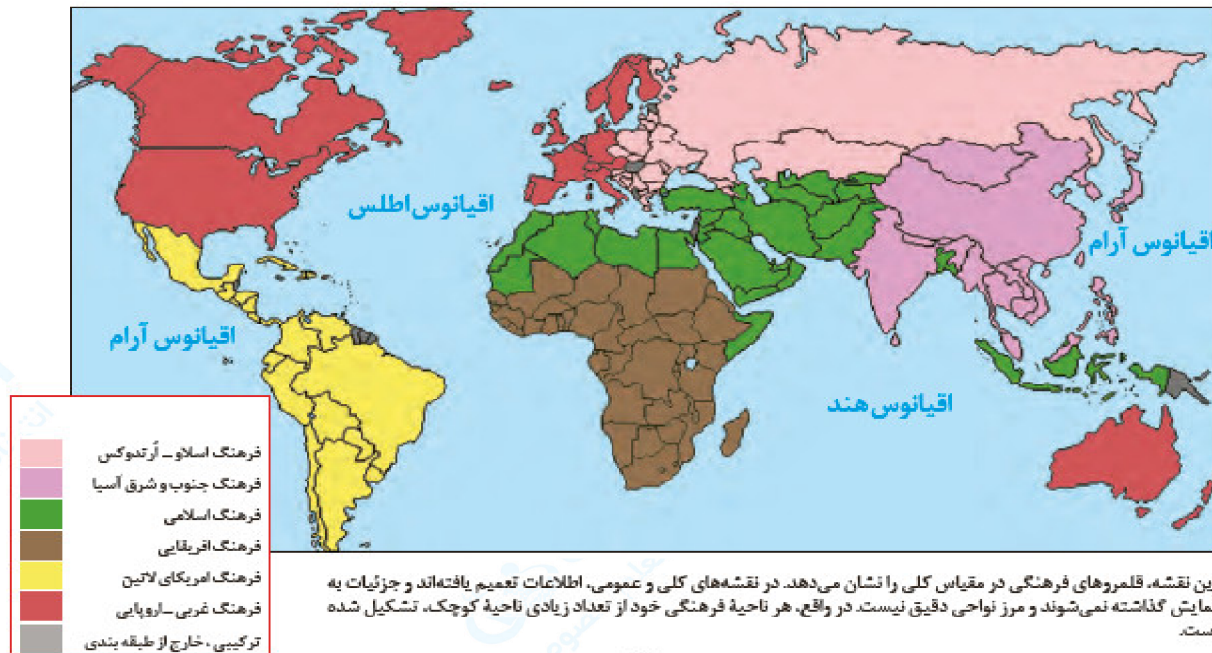 اقیانوس اطلس
اقیانوس آرام
اقیانوس آرام
اقیانوس هند
فرهنگ اسلاو ـ اُرتدوکس
فرهنگ جنوب و شرق آسیا
فرهنگ اسلامی
فرهنگ افریقایی
فرهنگ امریکای لاتین
فرهنگ غربی ـ اروپایی
ترکیبی، خارج از طبقه بندی
ین نقشه، قلمروهای فرهنگی در مقیاس کلی را نشان می‌دهد. در نقشه‌های کلی و عمومی، اطلاعات تعمیم یافته‌اند و جزئیات به
مایش گذاشته نمی‌شوند و مرز نواحی دقیق نیست. در واقع، هر ناحیهٔ فرهنگی خود از تعداد زیادی ناحیهٔ کوچک، تشکیل شده
ست.